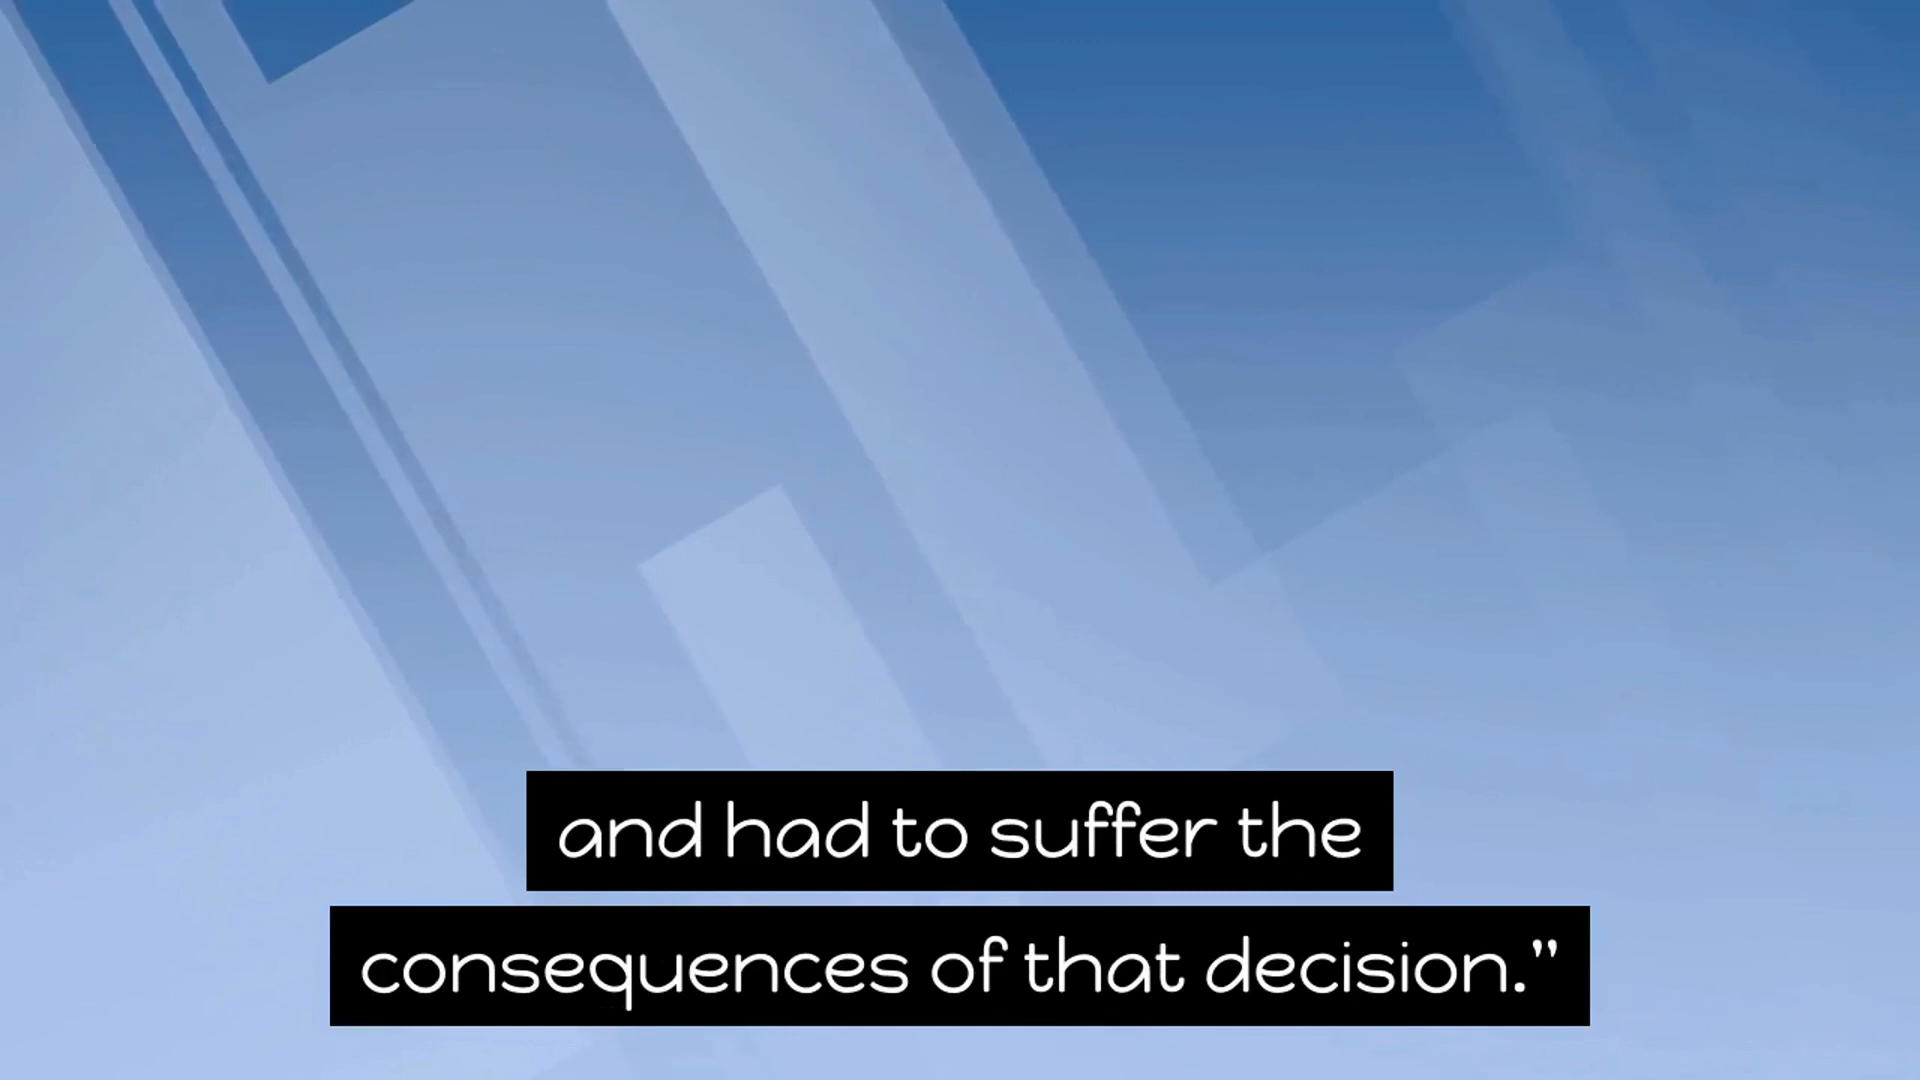 and had to suffer the
consequences of that decision."